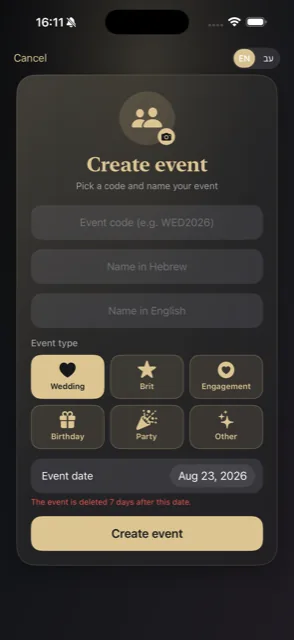 16:11
Cancel
EN עב
Create event
Pick a code and name your event
Event code (e.g. WED2026)
Name in Hebrew
Name in English
Event type
Wedding Brit Engagement
Birthday Party Other
Event date Aug 23, 2026
The event is deleted 7 days after this date.
Create event